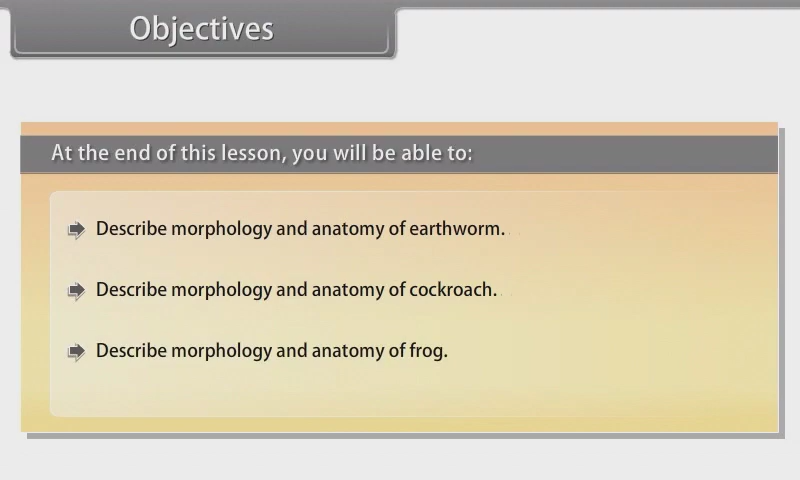 Objectives
At the end of this lesson, you will be able to:
Describe morphology and anatomy of earthworm.
Describe morphology and anatomy of cockroach.
Describe morphology and anatomy of frog.